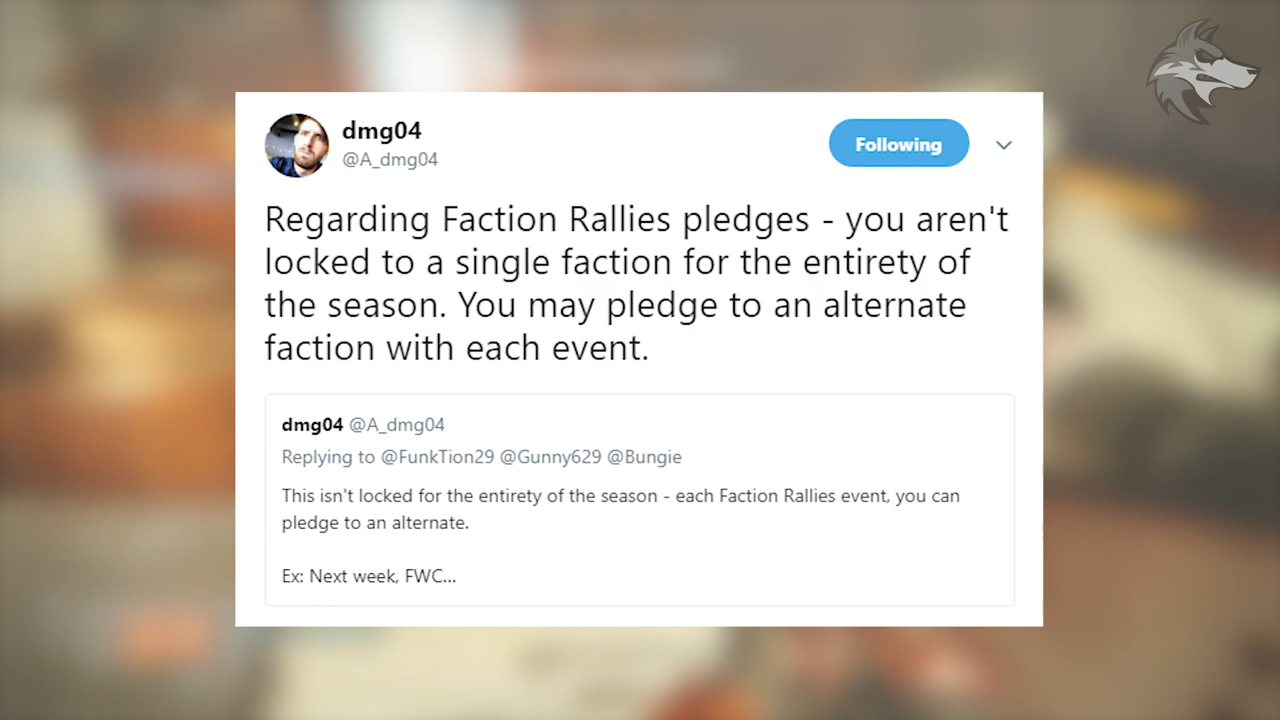 dmg04
@A_dmg04
Following
Regarding Faction Rallies pledges - you aren't
locked to a single faction for the entirety of
the season. You may pledge to an alternate
faction with each event.
dmg04 @A_dmg04
Replying to @FunkTion29 @Gunny629 @Bungie
This isn't locked for the entirety of the season - each Faction Rallies event, you can
pledge to an alternate.
Ex: Next week, FWC...